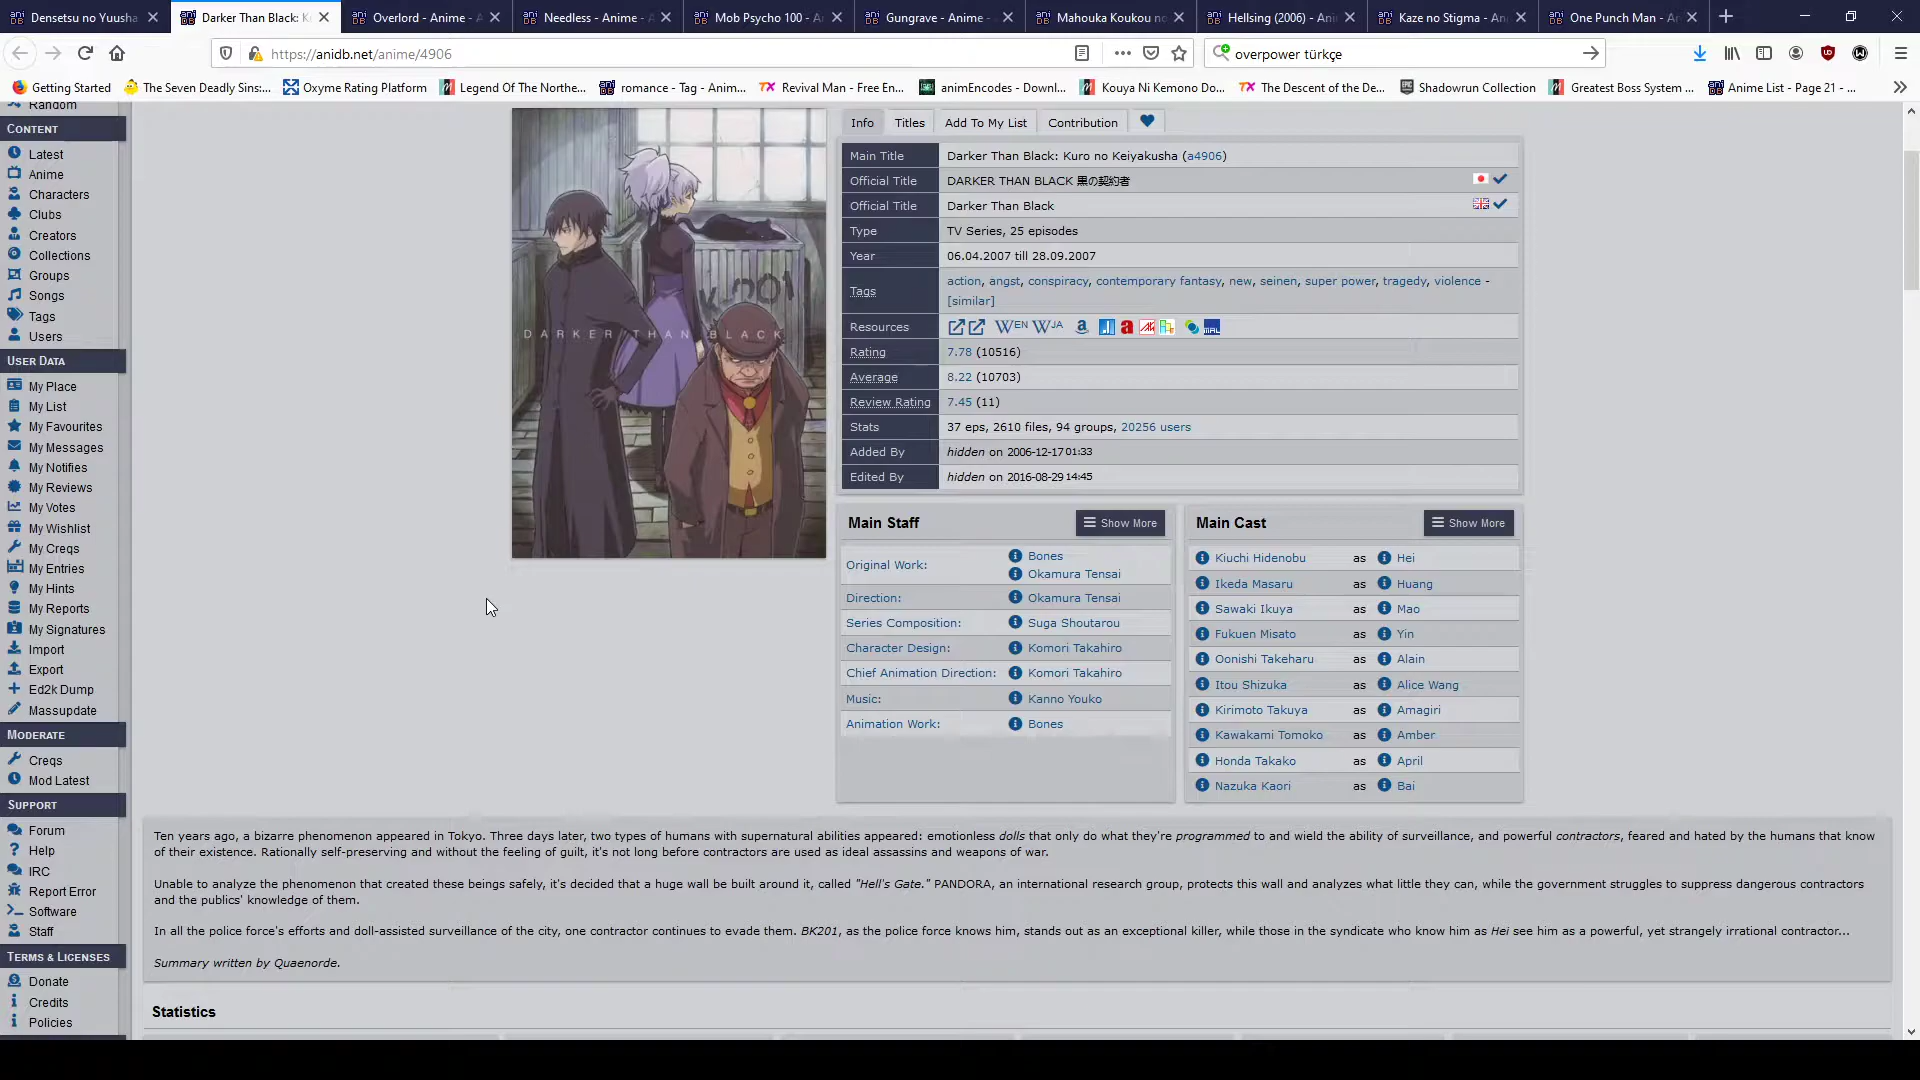 Densetsu no Yuusha
Darker Than Black: K
Overlord - Anime -
Needless - Anime -
Mob Psycho 100 - A
Gungrave - Anime -
Mahouka Koukou no
Hellsing (2006) - Ani
Kaze no Stigma - An
One Punch Man - A
https://anidb.net/anime/4906
overpower türkçe
Getting Started
The Seven Deadly Sins:...
Oxyme Rating Platform
Legend Of The Northe...
romance - Tag - Anim...
Revival Man - Free En...
animEncodes - Downl...
Kouya Ni Kemono Do...
The Descent of the De...
Shadowrun Collection
Greatest Boss System ...
Anime List - Page 21 - ...
Random
CONTENT
Latest
Anime
Characters
Clubs
Creators
Collections
Groups
Songs
Tags
Users
USER DATA
My Place
My List
My Favourites
My Messages
My Notifies
My Reviews
My Votes
My Wishlist
My Creqs
My Entries
My Hints
My Reports
My Signatures
Import
Export
Ed2k Dump
Massupdate
MODERATE
Creqs
Mod Latest
SUPPORT
Forum
Help
IRC
Report Error
Software
Staff
TERMS & LICENSES
Donate
Credits
Policies
DARKER THAN BLACK
Info
Titles
Add To My List
Contribution
Main Title Darker Than Black: Kuro no Keiyakusha (a4906)
Official Title DARKER THAN BLACK 黒の契約者
Official Title Darker Than Black
Type TV Series, 25 episodes
Year 06.04.2007 till 28.09.2007
Tags action, angst, conspiracy, contemporary fantasy, new, seinen, super power, tragedy, violence -
[similar]
Resources WEN WJA MAL
Rating 7.78 (10516)
Average 8.22 (10703)
Review Rating 7.45 (11)
Stats 37 eps, 2610 files, 94 groups, 20256 users
Added By hidden on 2006-12-17 01:33
Edited By hidden on 2016-08-29 14:45
Main Staff Show More
Original Work: Bones
Okamura Tensai
Direction: Okamura Tensai
Series Composition: Suga Shoutarou
Character Design: Komori Takahiro
Chief Animation Direction: Komori Takahiro
Music: Kanno Youko
Animation Work: Bones
Main Cast Show More
Kiuchi Hidenobu as Hei
Ikeda Masaru as Huang
Sawaki Ikuya as Mao
Fukuen Misato as Yin
Oonishi Takeharu as Alain
Itou Shizuka as Alice Wang
Kirimoto Takuya as Amagiri
Kawakami Tomoko as Amber
Honda Takako as April
Nazuka Kaori as Bai
Ten years ago, a bizarre phenomenon appeared in Tokyo. Three days later, two types of humans with supernatural abilities appeared: emotionless dolls that only do what they're programmed to and wield the ability of surveillance, and powerful contractors, feared and hated by the humans that know
of their existence. Rationally self-preserving and without the feeling of guilt, it's not long before contractors are used as ideal assassins and weapons of war.
Unable to analyze the phenomenon that created these beings safely, it's decided that a huge wall be built around it, called "Hell's Gate." PANDORA, an international research group, protects this wall and analyzes what little they can, while the government struggles to suppress dangerous contractors
and the publics' knowledge of them.
In all the police force's efforts and doll-assisted surveillance of the city, one contractor continues to evade them. BK201, as the police force knows him, stands out as an exceptional killer, while those in the syndicate who know him as Hei see him as a powerful, yet strangely irrational contractor...
Summary written by Quaenorde.
Statistics